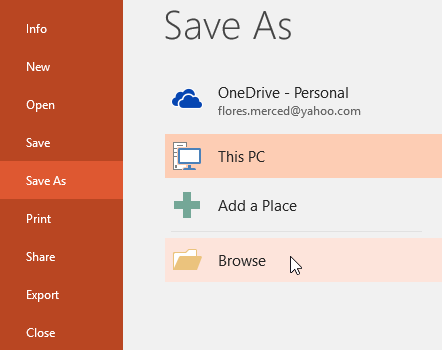 Info
New
Open
Save
Save As
Print
Share
Export
Close
Save As
OneDrive - Personal
flores.merced@yahoo.com
This PC
Add a Place
Browse